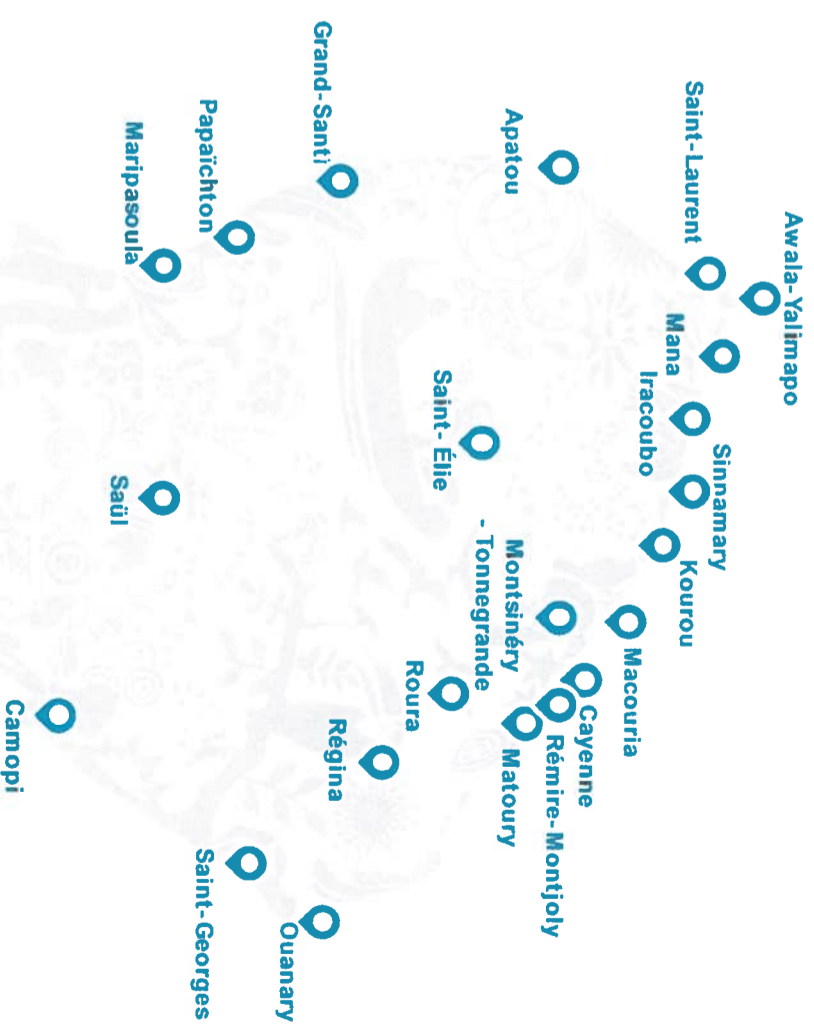 Awala-Yalimapo
Saint-Laurent
Mana
Iracoubo
Sinnamary
Kourou
Apatou
Macouria
Cayenne
Rémire-Montjoly
Montsinéry
- Tonnegrande
Matoury
Saint- Élie
Roura
Grand-Santi
Régina
Papaïchton
Ouanary
Maripasoula
Saint-Georges
Saül
Camopi